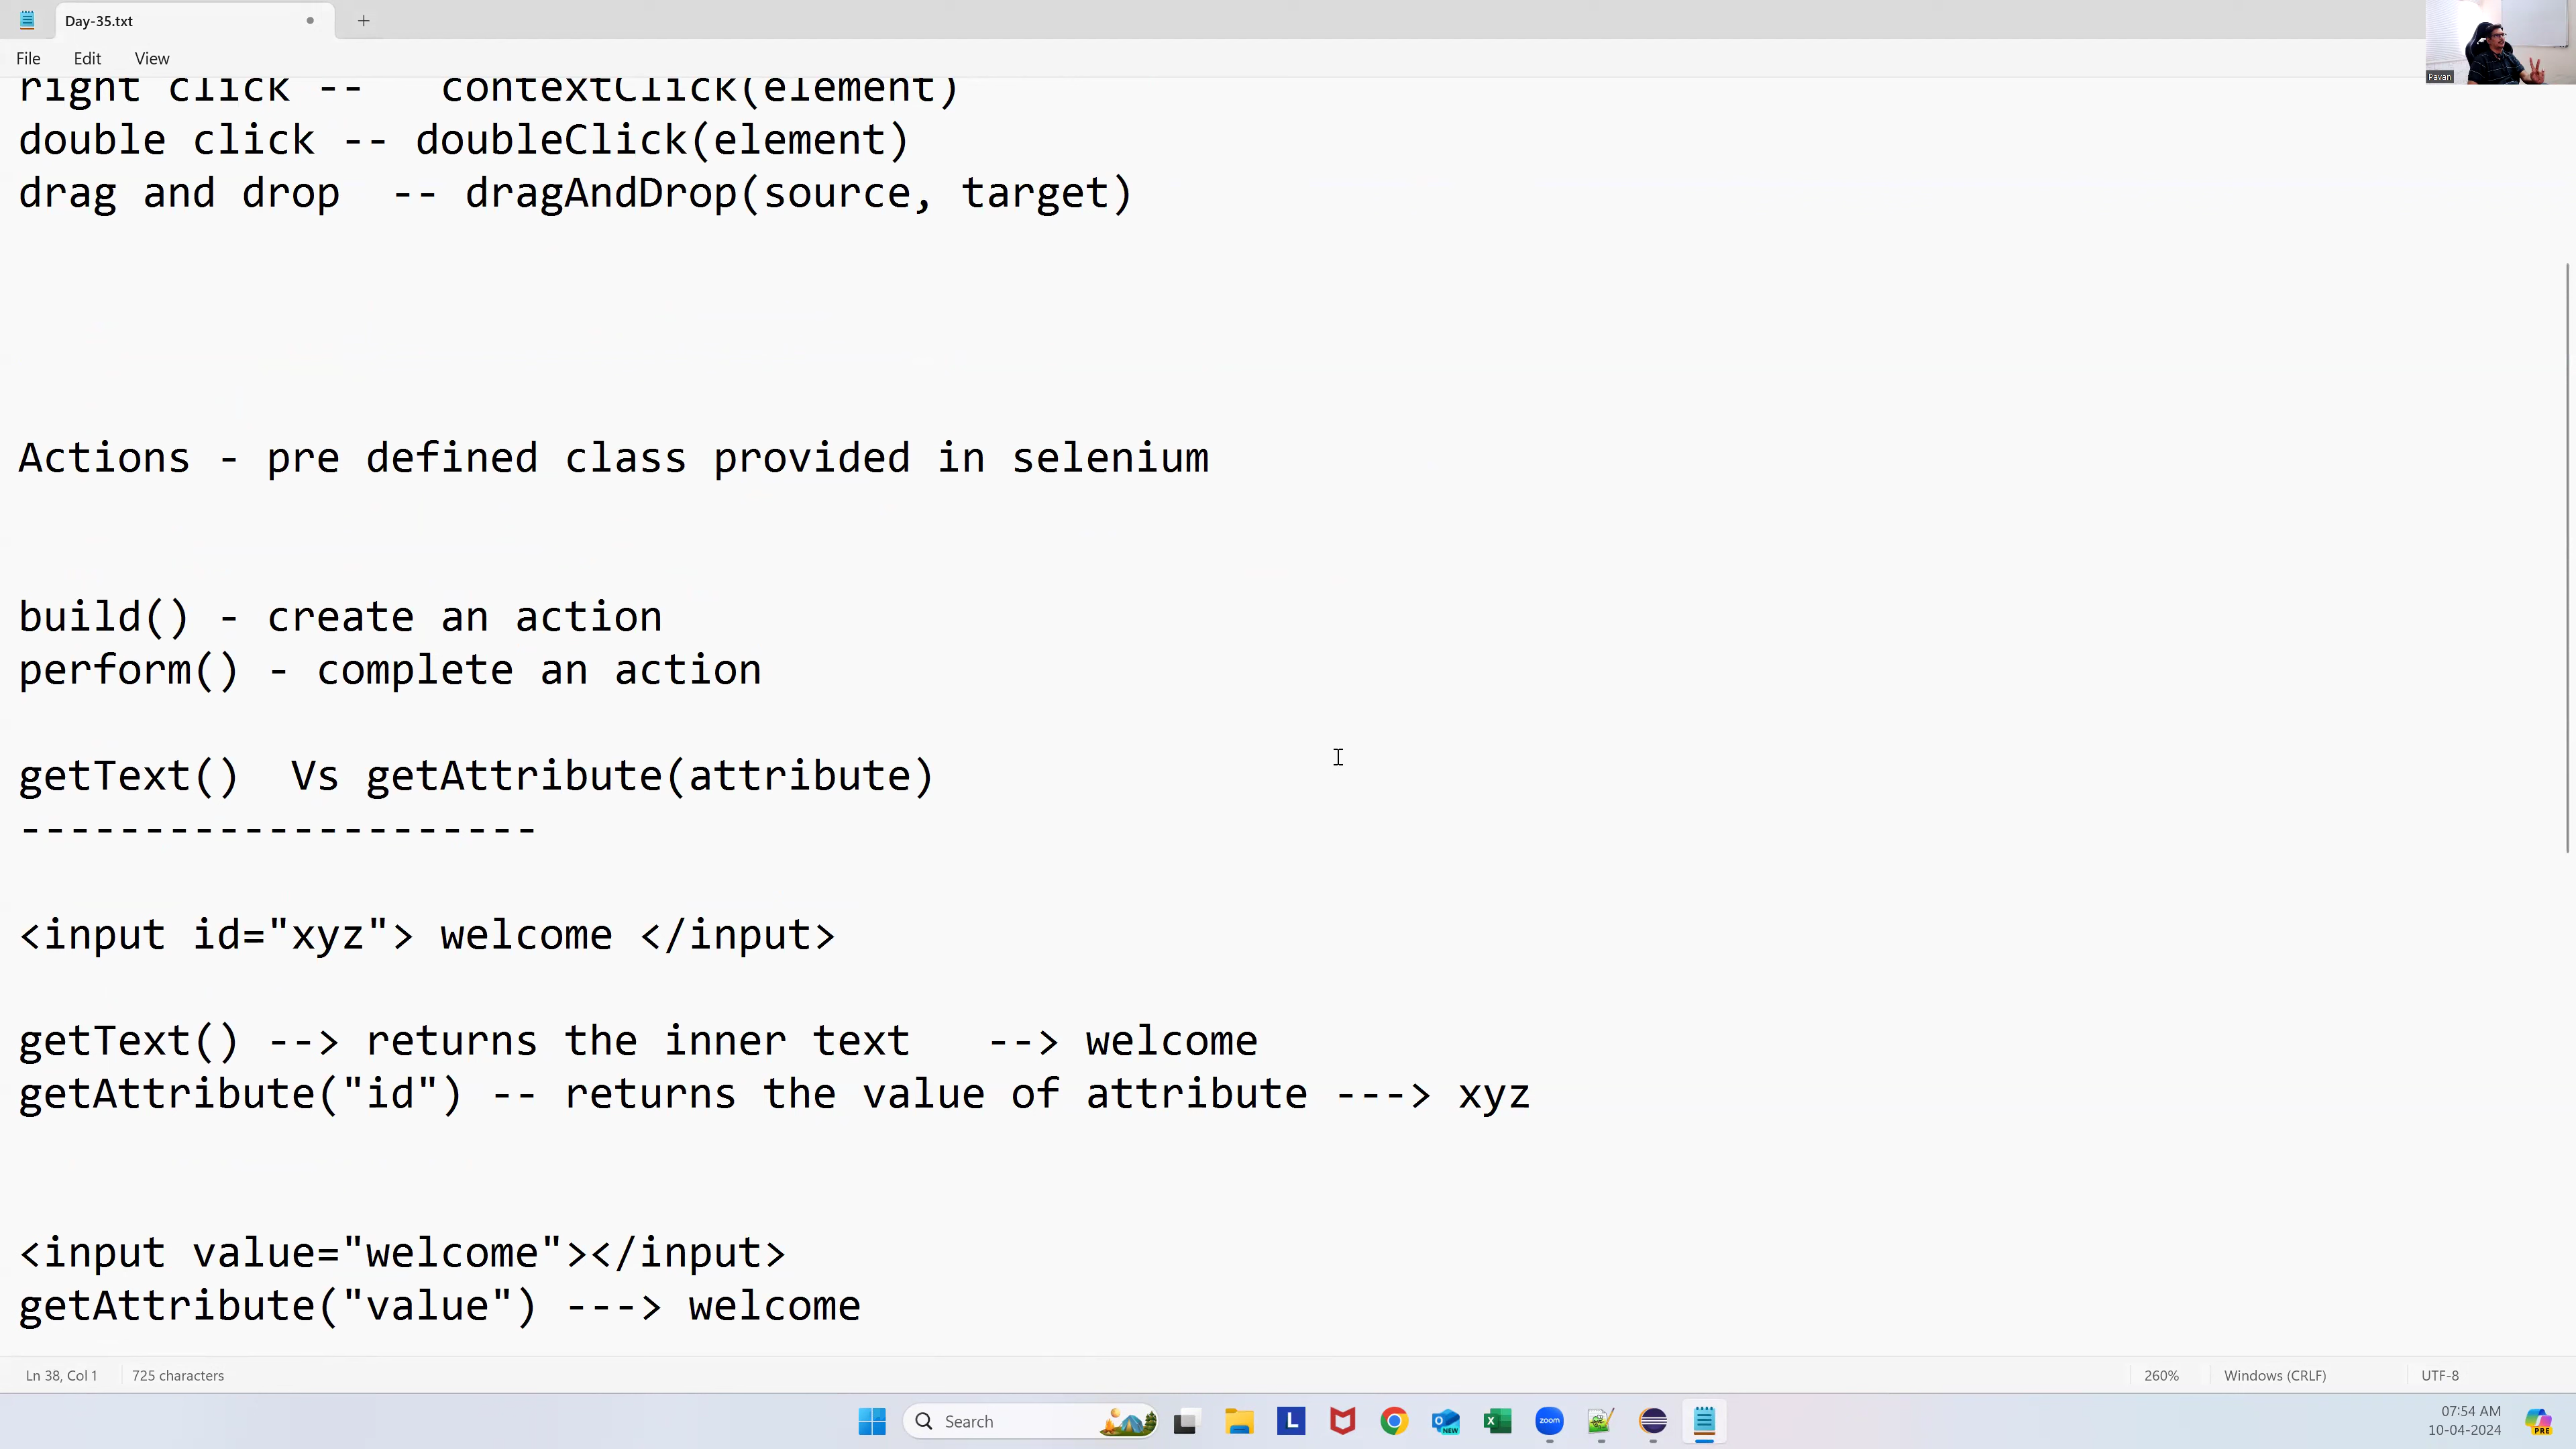 Day-35.txt
File Edit View
Pavan
right click --   contextClick(element)
double click -- doubleClick(element)
drag and drop  -- dragAndDrop(source, target)
Actions - pre defined class provided in selenium
build() - create an action
perform() - complete an action
getText()  Vs getAttribute(attribute)
---------------------
<input id="xyz"> welcome </input>
getText() --> returns the inner text   --> welcome
getAttribute("id") -- returns the value of attribute ---> xyz
<input value="welcome"></input>
getAttribute("value") ---> welcome
Ln 38, Col 1 725 characters 260% Windows (CRLF) UTF-8
Search L zoom NEW PRE
07:54 AM
10-04-2024